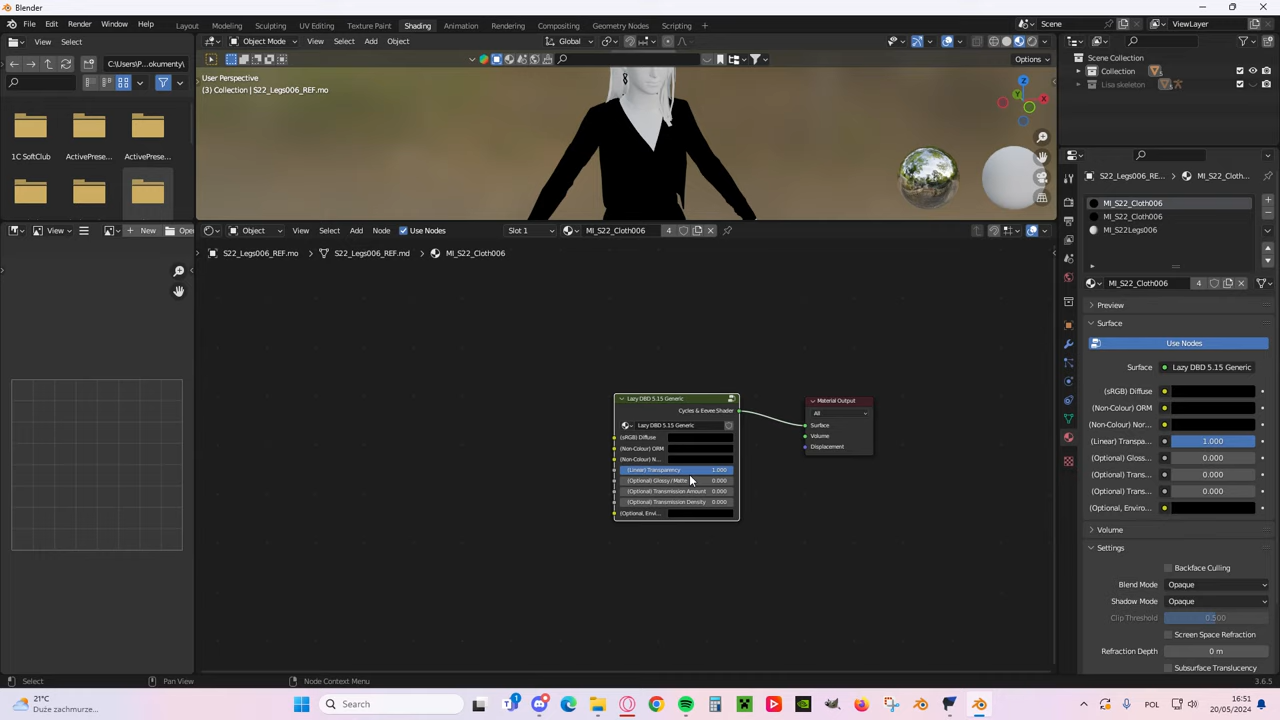 Blender
File Edit Render Window Help
Layout Modeling Sculpting UV Editing Texture Paint Shading Animation Rendering Compositing Geometry Nodes Scripting +
Scene
ViewLayer
View Select
Object Mode View Select Add Object
Global
C:\Users\P...okumenty\
Options
User Perspective
(3) Collection | S22_Legs006_REF.mo
1C SoftClub
ActivePrese...
ActivePrese...
Z
Y
X
Scene Collection
Collection
Lisa skeleton
S22_Legs006_RE...
MI_S22_Cloth...
MI_S22_Cloth006
MI_S22_Cloth006
MI_S22Legs006
View
New
Open
Object View Select Add Node Use Nodes Slot 1 MI_S22_Cloth006 4
S22_Legs006_REF.mo > S22_Legs006_REF.md > MI_S22_Cloth006
Lazy DBD 5.15 Generic
Cycles & Eevee Shader
Lazy DBD 5.15 Generic
(sRGB) Diffuse
(Non-Colour) ORM
(Non-Colour) N...
(Linear) Transparency 1.000
(Optional) Glossy/Matte 0.000
(Optional) Transmission Amount 0.000
(Optional) Transmission Density 0.000
(Optional, Envi...
Material Output
All
Surface
Volume
Displacement
MI_S22_Cloth006 4
Preview
Surface
Use Nodes
Surface Lazy DBD 5.15 Generic
(sRGB) Diffuse
(Non-Colour) ORM
(Non-Colour) Nor...
(Linear) Transpa... 1.000
(Optional) Gloss... 0.000
(Optional) Trans... 0.000
(Optional) Trans... 0.000
(Optional, Enviro...
Volume
Settings
Backface Culling
Blend Mode Opaque
Shadow Mode Opaque
Clip Threshold 0.500
Screen Space Refraction
Refraction Depth 0 m
Subsurface Translucency
Select
Pan View
Node Context Menu
3.6.5
21°C
Duże zachmurze...
Search
16:51
20/05/2024